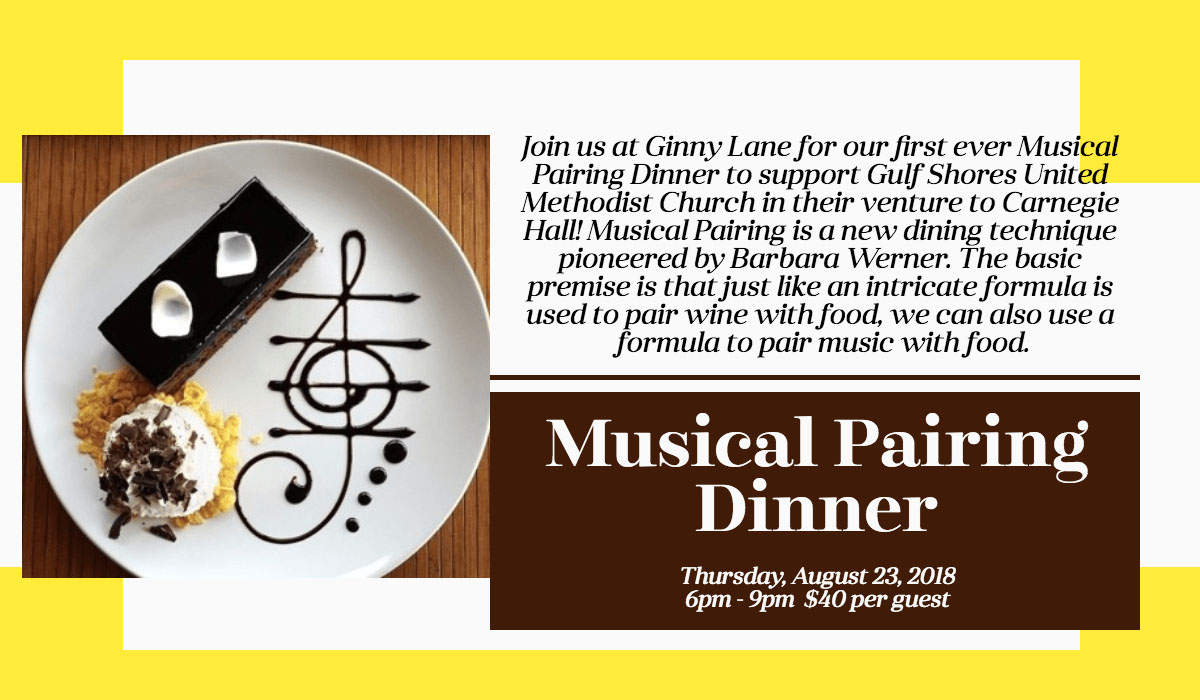 Join us at Ginny Lane for our first ever Musical
Pairing Dinner to support Gulf Shores United
Methodist Church in their venture to Carnegie
Hall! Musical Pairing is a new dining technique
pioneered by Barbara Werner. The basic
premise is that just like an intricate formula is
used to pair wine with food, we can also use a
formula to pair music with food.
Musical Pairing
Dinner
Thursday, August 23, 2018
6pm - 9pm $40 per guest